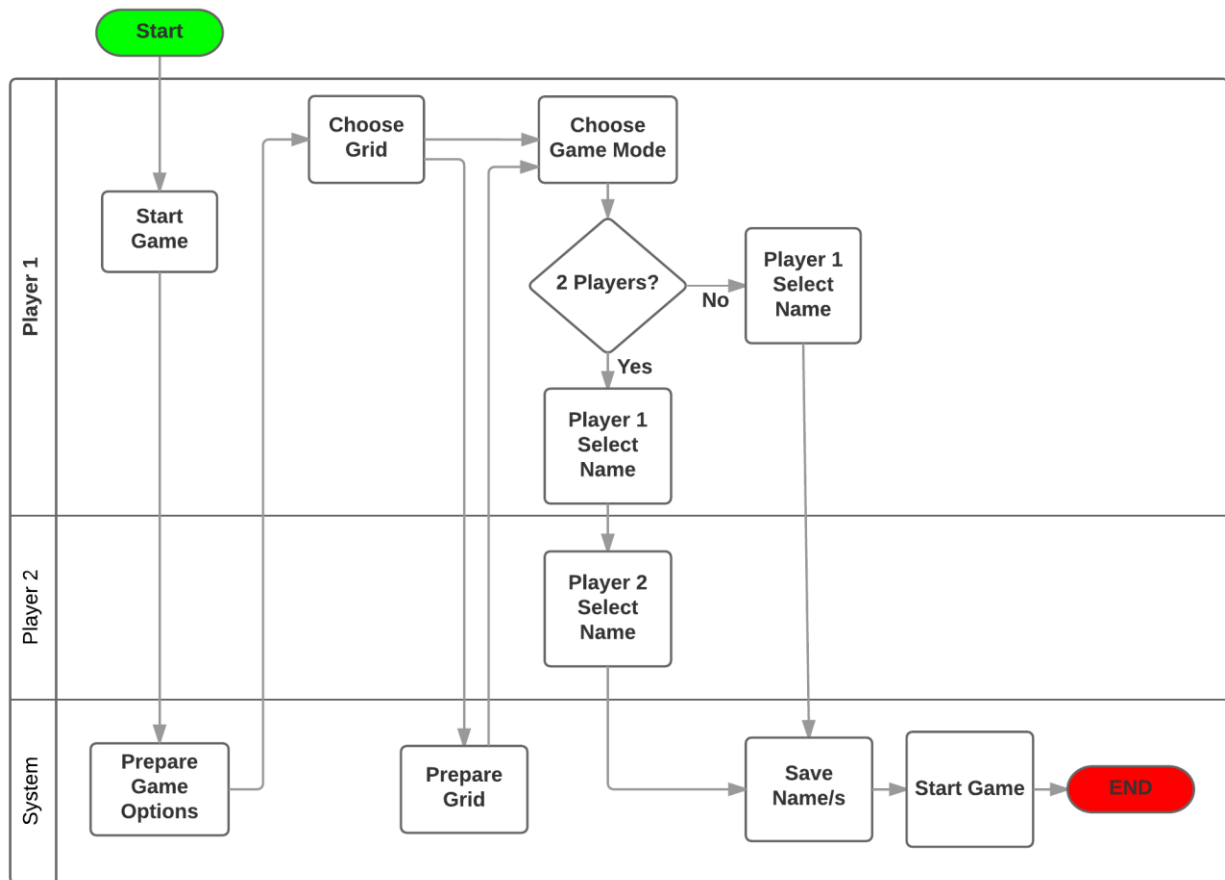 Start
Player 1
Start
Game
Choose
Grid
Choose
Game Mode
2 Players?
No
Yes
Player 1
Select
Name
Player 1
Select
Name
Player 2
Player 2
Select
Name
System
Prepare
Game
Options
Prepare
Grid
Save
Name/s
Start Game
END